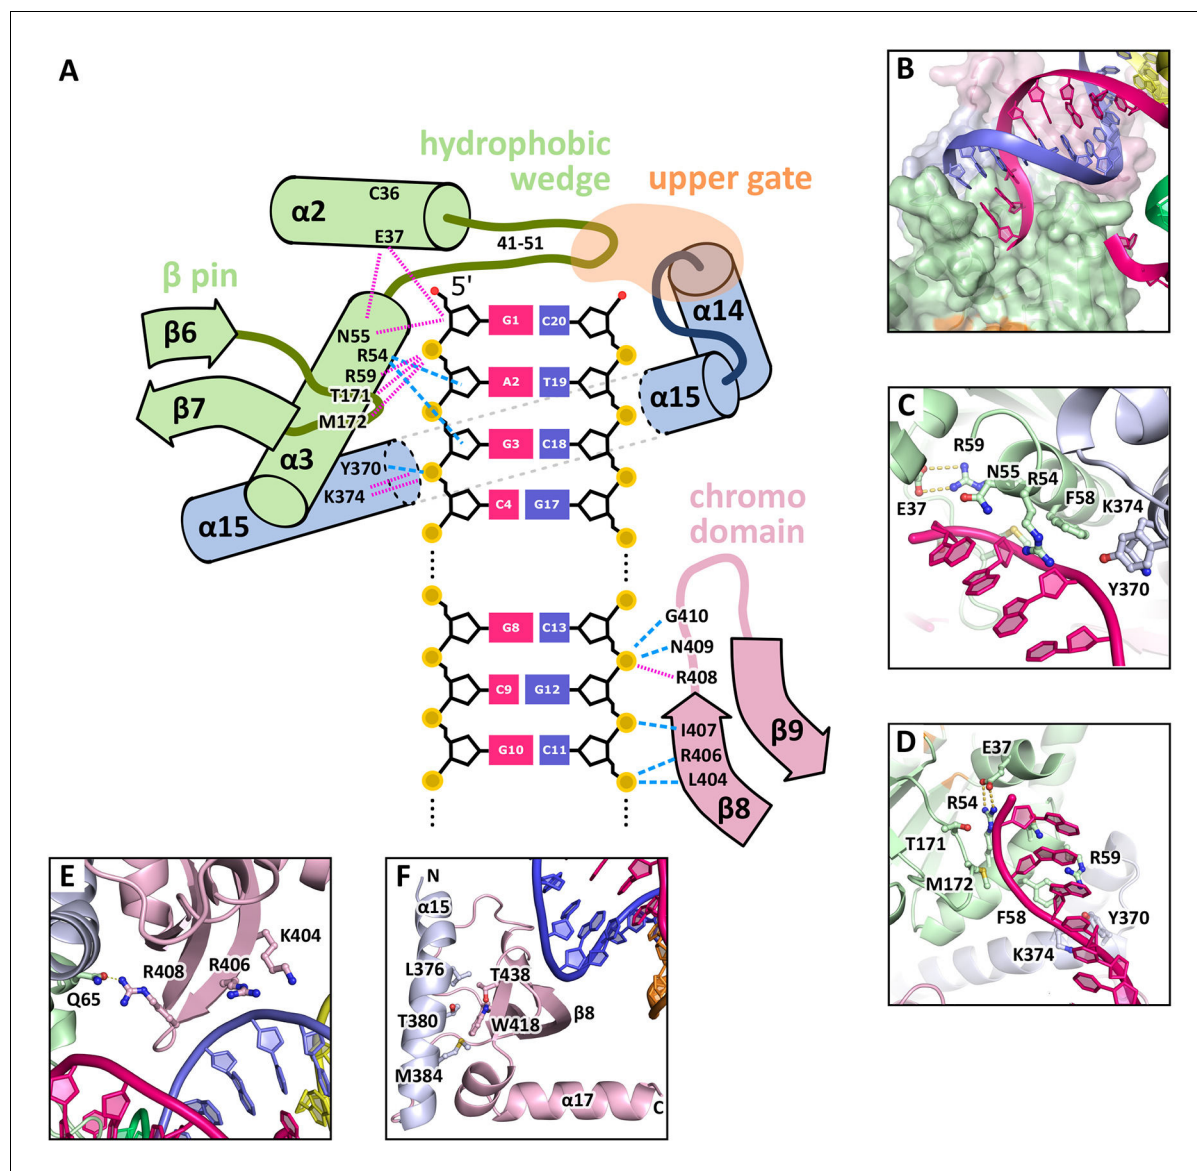 A
hydrophobic
wedge
upper gate
α2
C36
E37
41-51
β pin
5'
α14
β6
N55
R54
R59
T171
M172
β7
α3
α15
Y370
K374
α15
G1 C20
A2 T19
G3 C18
C4 G17
chromo
domain
G8 C13
C9 G12
G10 C11
G410
N409
R408
I407
R406
L404
β8
β9
B
C
R59
N55
R54
F58
K374
E37
Y370
D
E37
R54
T171
R59
M172
F58
Y370
K374
E
K404
R408
R406
Q65
F
N
α15
L376
T438
T380
W418
β8
M384
α17
C